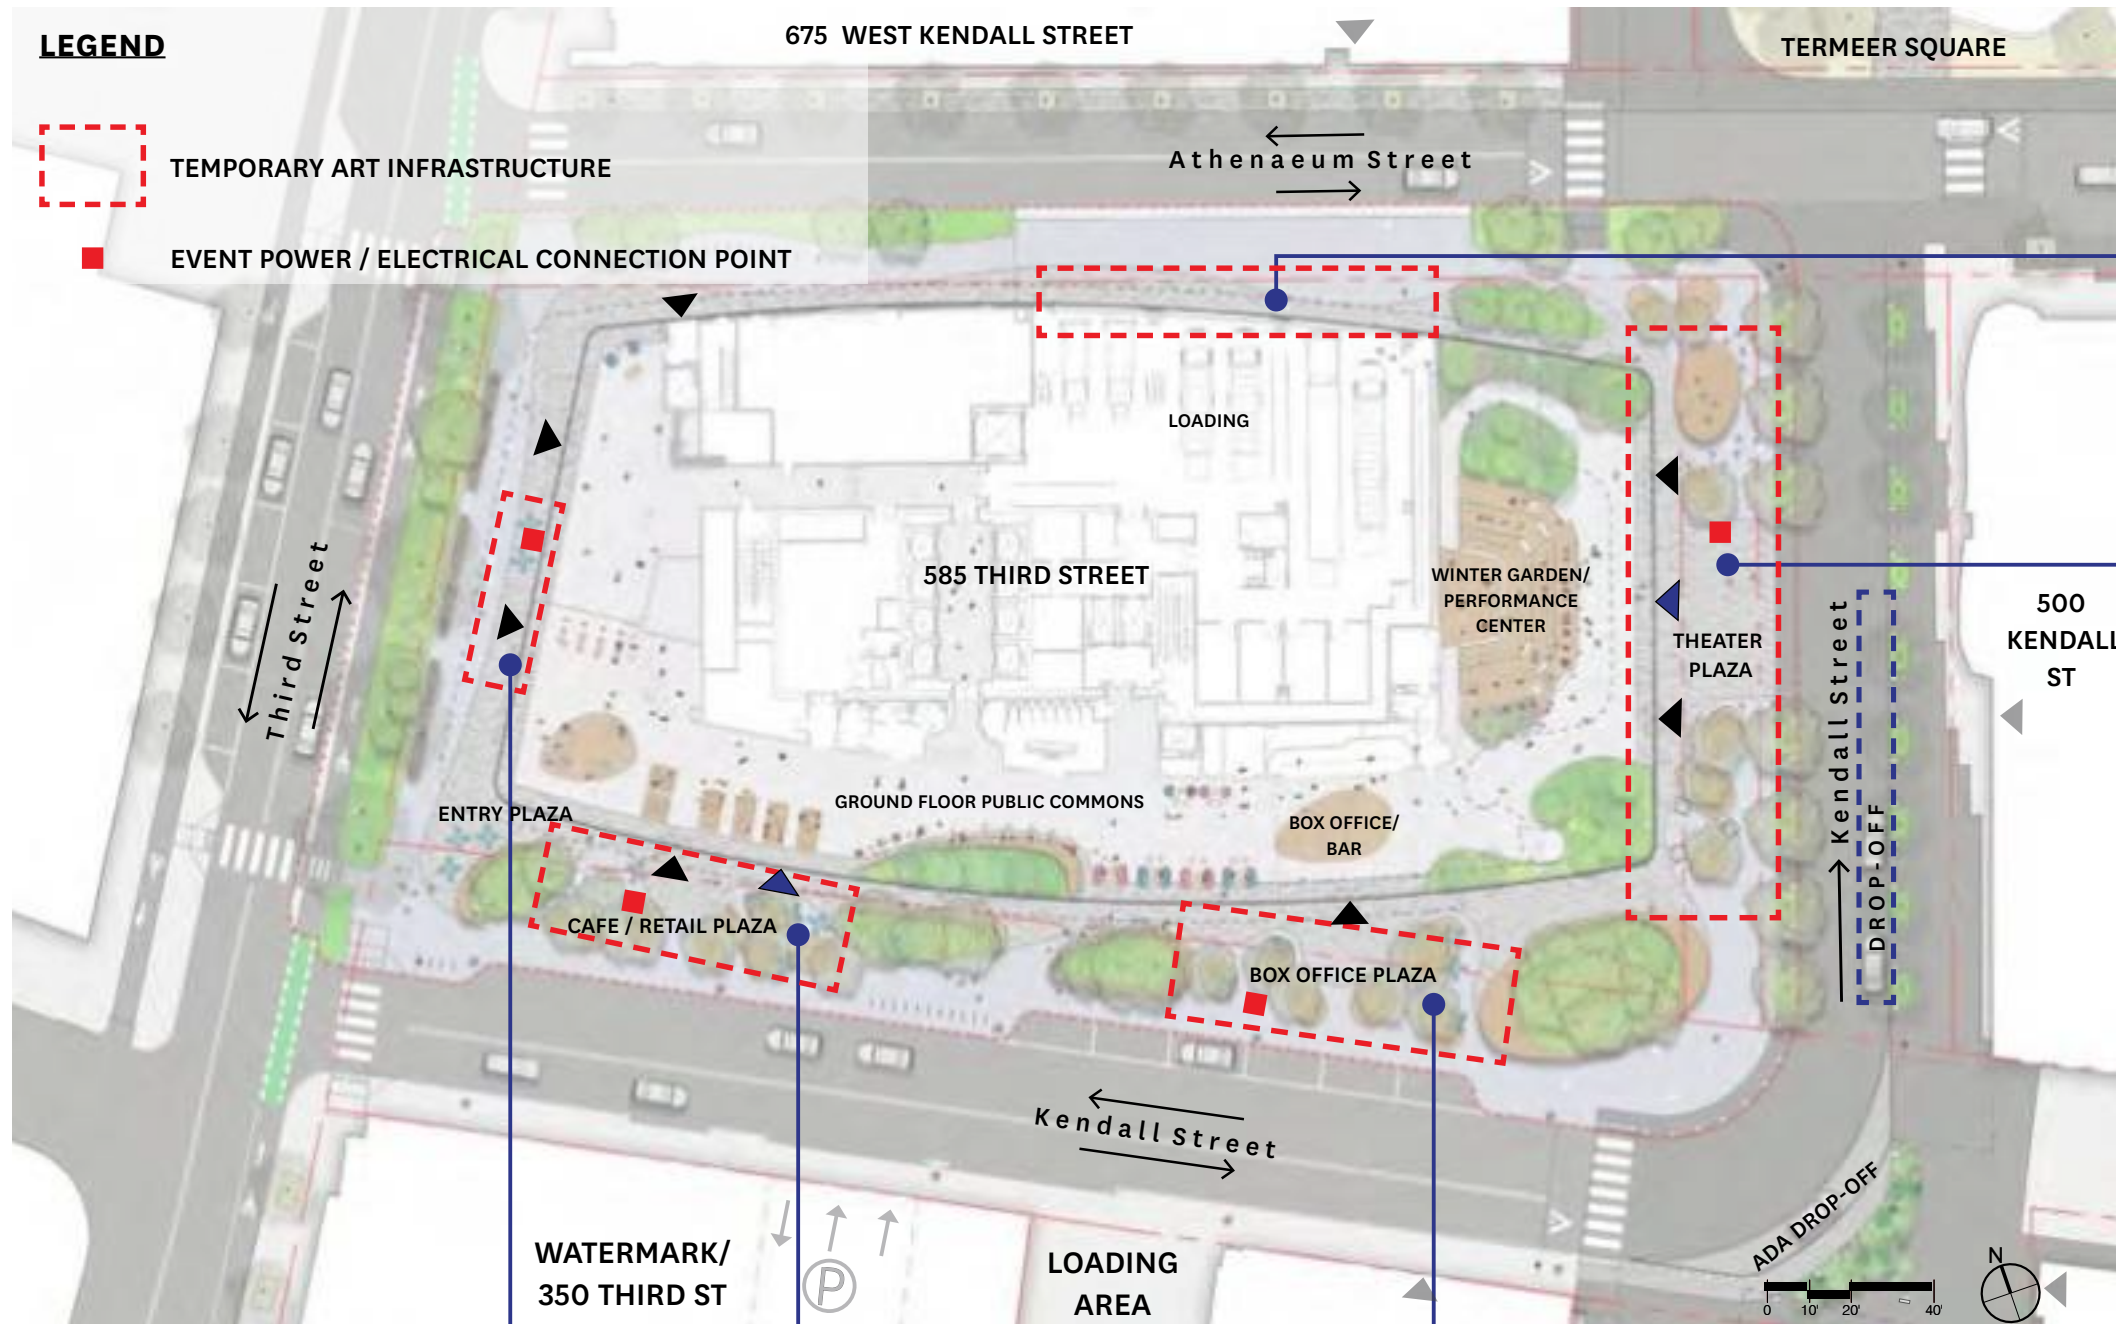 LEGEND
TEMPORARY ART INFRASTRUCTURE
EVENT POWER / ELECTRICAL CONNECTION POINT
675 WEST KENDALL STREET
TERMEER SQUARE
Athenaeum Street
LOADING
585 THIRD STREET
WINTER GARDEN/
PERFORMANCE
CENTER
THEATER
PLAZA
500
KENDALL
ST
Third Street
Kendall Street
DROP-OFF
ENTRY PLAZA
GROUND FLOOR PUBLIC COMMONS
BOX OFFICE/
BAR
CAFE / RETAIL PLAZA
BOX OFFICE PLAZA
Kendall Street
ADA DROP-OFF
WATERMARK/
350 THIRD ST
P
LOADING
AREA
N
0 10' 20' 40'